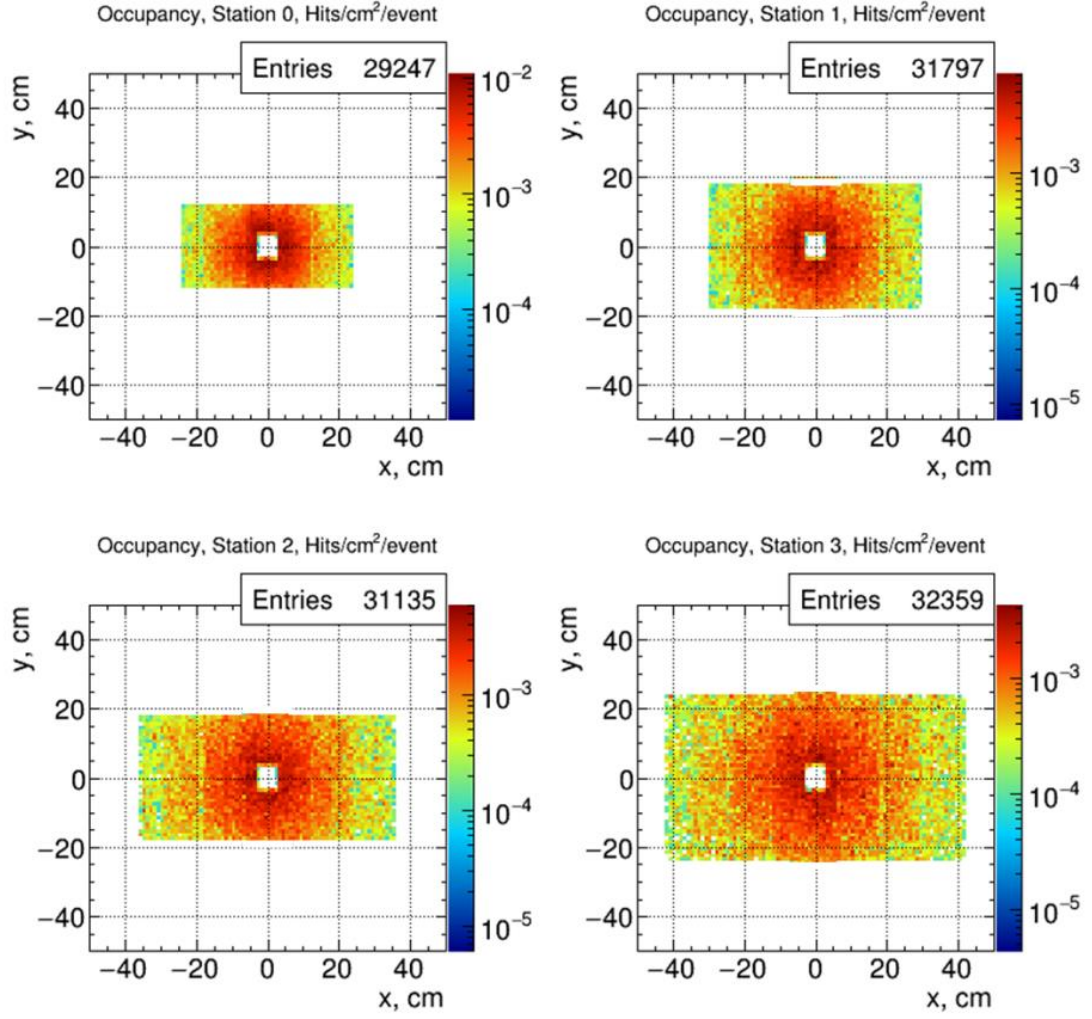 Occupancy, Station 0, Hits/cm²/event
Entries 29247
y, cm
40
20
0
−20
−40
−40 −20 0 20 40
x, cm
10⁻²
10⁻³
10⁻⁴
Occupancy, Station 1, Hits/cm²/event
Entries 31797
y, cm
40
20
0
−20
−40
−40 −20 0 20 40
x, cm
10⁻³
10⁻⁴
10⁻⁵
Occupancy, Station 2, Hits/cm²/event
Entries 31135
y, cm
40
20
0
−20
−40
−40 −20 0 20 40
x, cm
10⁻³
10⁻⁴
10⁻⁵
Occupancy, Station 3, Hits/cm²/event
Entries 32359
y, cm
40
20
0
−20
−40
−40 −20 0 20 40
x, cm
10⁻³
10⁻⁴
10⁻⁵